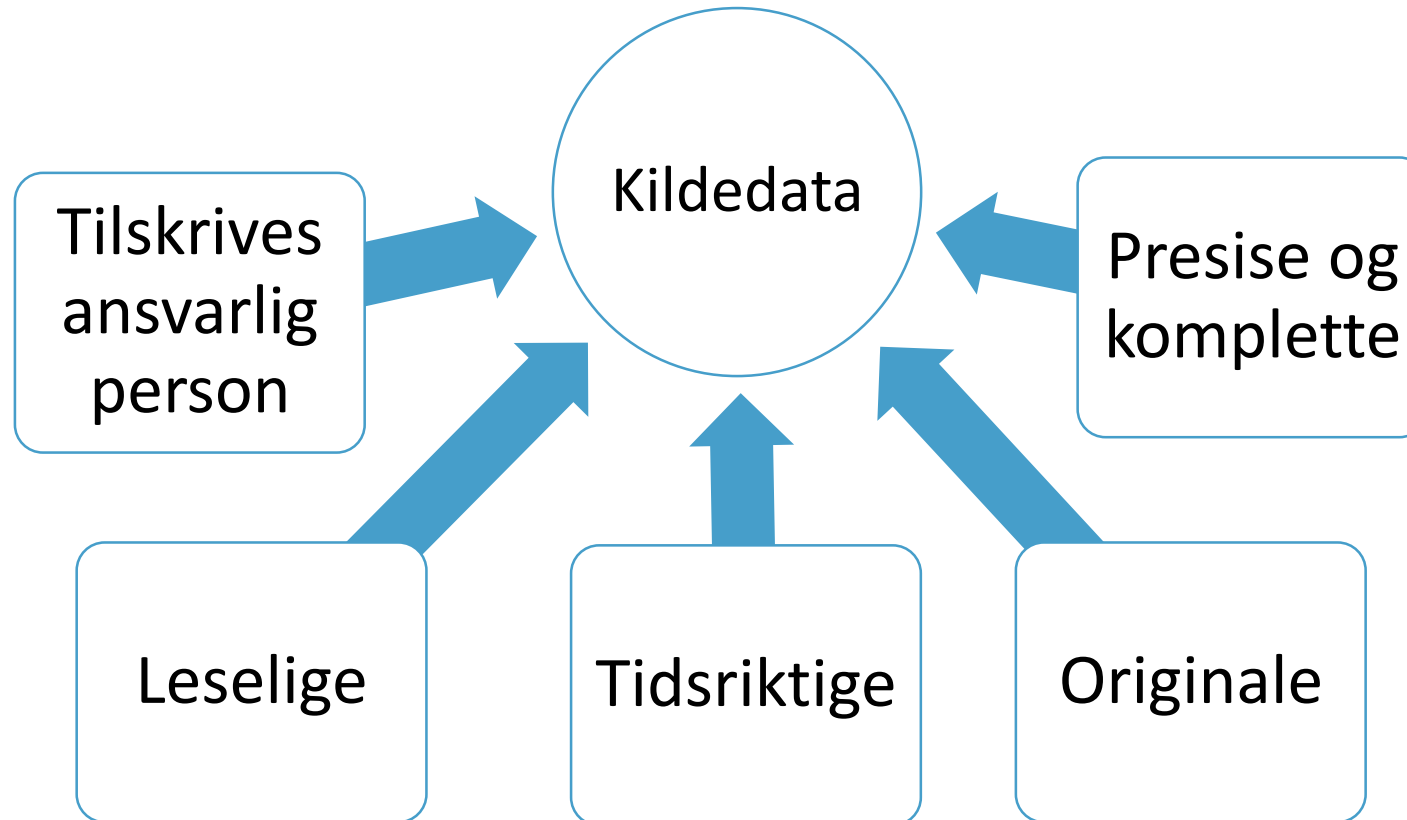 Kildedata
Tilskrives
ansvarlig
person
Presise og
komplette
Leselige
Tidsriktige
Originale